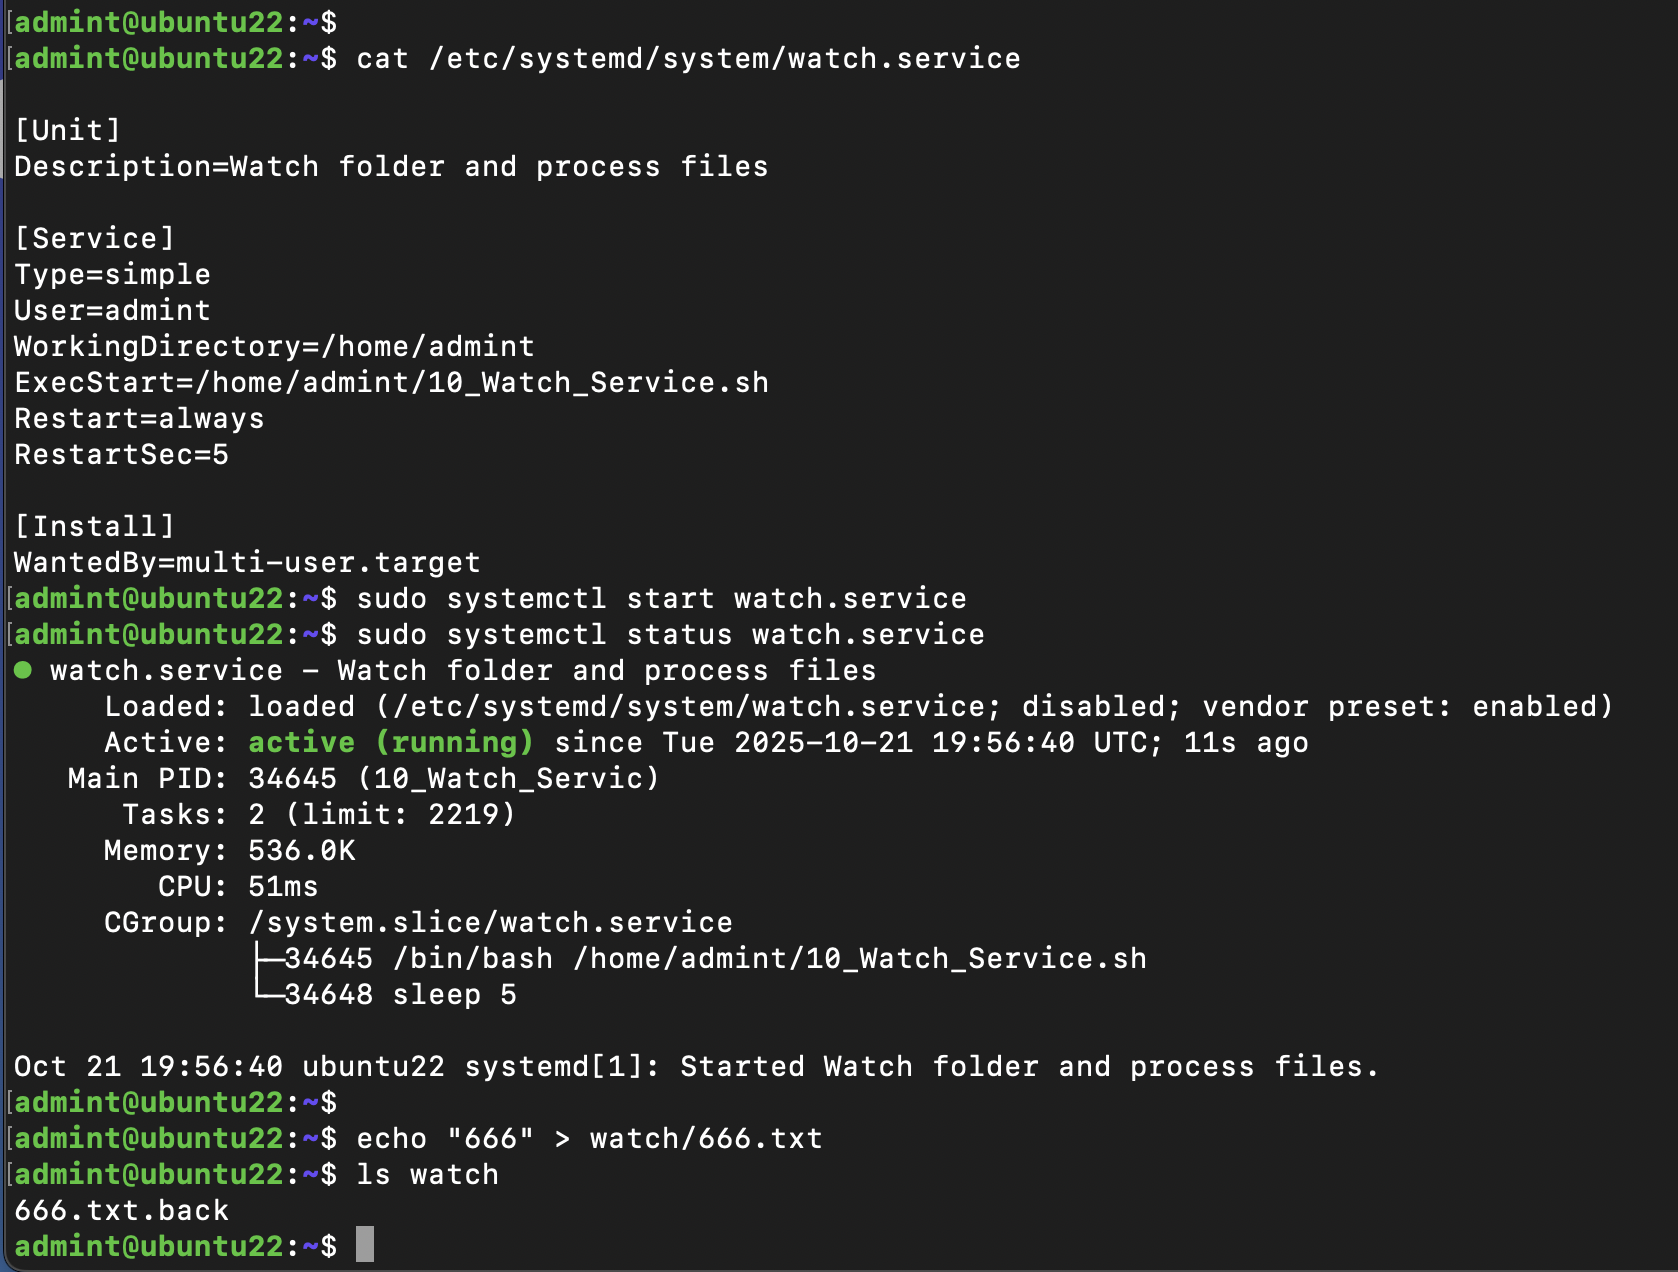 [admint@ubuntu22:~$
[admint@ubuntu22:~$ cat /etc/systemd/system/watch.service
[Unit]
Description=Watch folder and process files
[Service]
Type=simple
User=admint
WorkingDirectory=/home/admint
ExecStart=/home/admint/10_Watch_Service.sh
Restart=always
RestartSec=5
[Install]
WantedBy=multi-user.target
[admint@ubuntu22:~$ sudo systemctl start watch.service
[admint@ubuntu22:~$ sudo systemctl status watch.service
● watch.service – Watch folder and process files
Loaded: loaded (/etc/systemd/system/watch.service; disabled; vendor preset: enabled)
Active: active (running) since Tue 2025-10-21 19:56:40 UTC; 11s ago
Main PID: 34645 (10_Watch_Servic)
Tasks: 2 (limit: 2219)
Memory: 536.0K
CPU: 51ms
CGroup: /system.slice/watch.service
├─34645 /bin/bash /home/admint/10_Watch_Service.sh
└─34648 sleep 5
Oct 21 19:56:40 ubuntu22 systemd[1]: Started Watch folder and process files.
[admint@ubuntu22:~$
[admint@ubuntu22:~$ echo "666" > watch/666.txt
[admint@ubuntu22:~$ ls watch
666.txt.back
admint@ubuntu22:~$